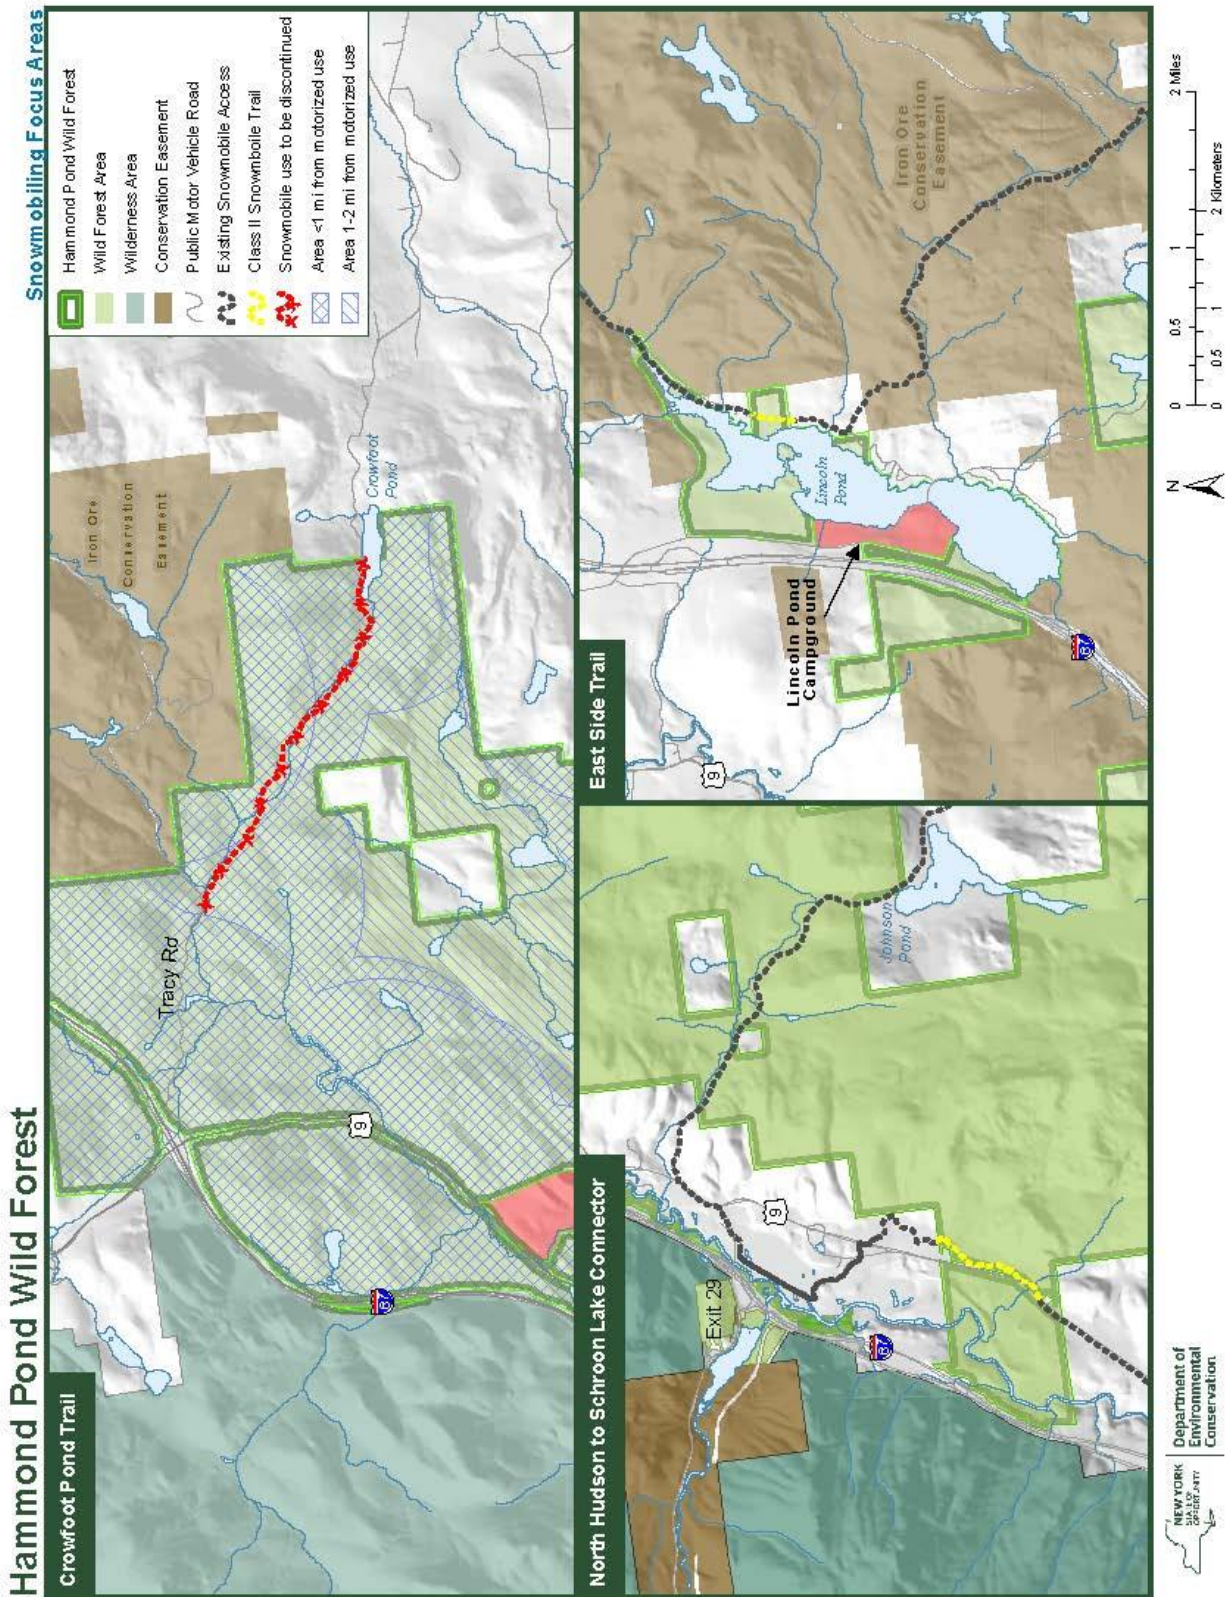 Hammond Pond Wild Forest
Snowmobiling Focus Areas
Crowfoot Pond Trail
Tracy Rd
Iron Ore
Conservation
Easement
Crowfoot
Pond
9
87
Hammond Pond Wild Forest
Wild Forest Area
Wilderness Area
Conservation Easement
Public Motor Vehicle Road
Existing Snowmobile Access
Class II Snowmboile Trail
Snowmobile use to be discontinued
Area <1 mi from motorized use
Area 1-2 mi from motorized use
North Hudson to Schroon Lake Connector
Exit 29
87
9
Johnson
Pond
East Side Trail
9
87
Lincoln Pond
Campground
Lincoln
Pond
Iron Ore
Conservation
Easement
NEW YORK
STATE OF
OPPORTUNITY
Department of
Environmental
Conservation
N
0 0.5 1 2 Miles
0 0.5 1 2 Kilometers